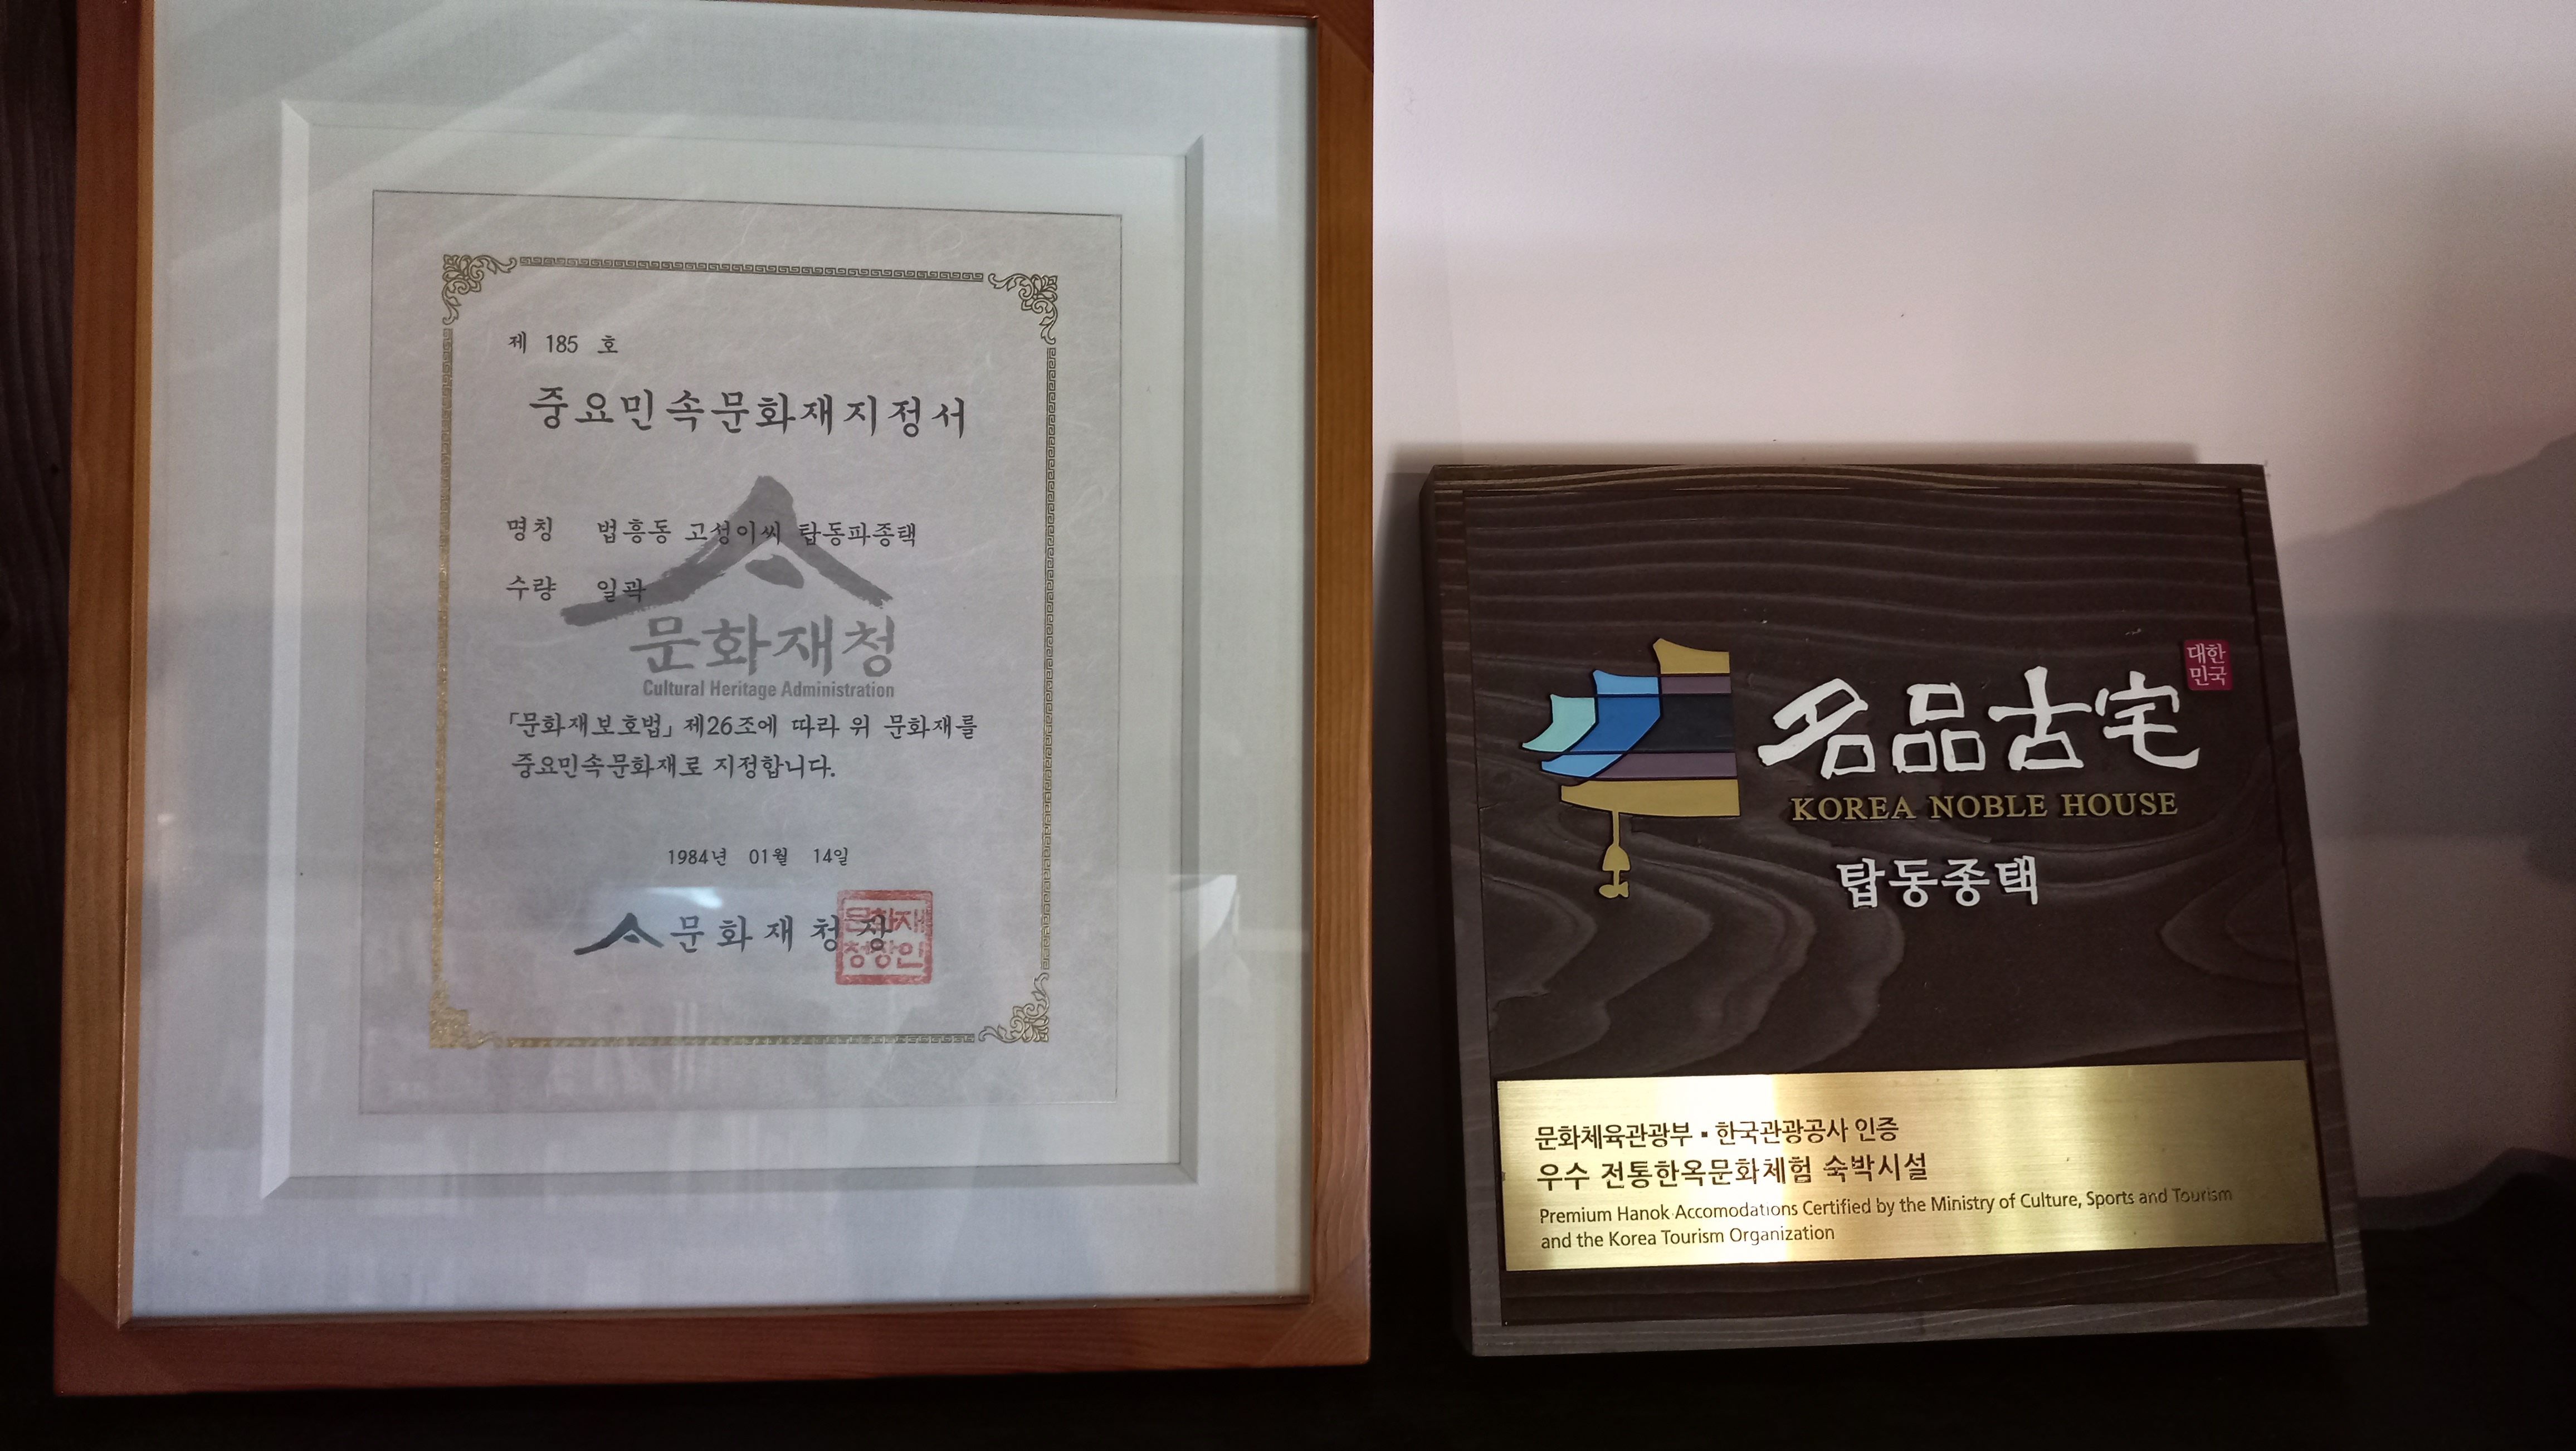 제 185 호
중요민속문화재지정서
명칭 법흥동 고성이씨 탑동파종택
수량 일곽
문화재청
Cultural Heritage Administration
「문화재보호법」 제26조에 따라 위 문화재를
중요민속문화재로 지정합니다.
1984년 01월 14일
문화재청장
문화재
청장인
대한
민국
名品古宅
KOREA NOBLE HOUSE
탑동종택
문화체육관광부 ▪ 한국관광공사 인증
우수 전통한옥문화체험 숙박시설
Premium Hanok Accomodations Certified by the Ministry of Culture, Sports and Tourism
and the Korea Tourism Organization